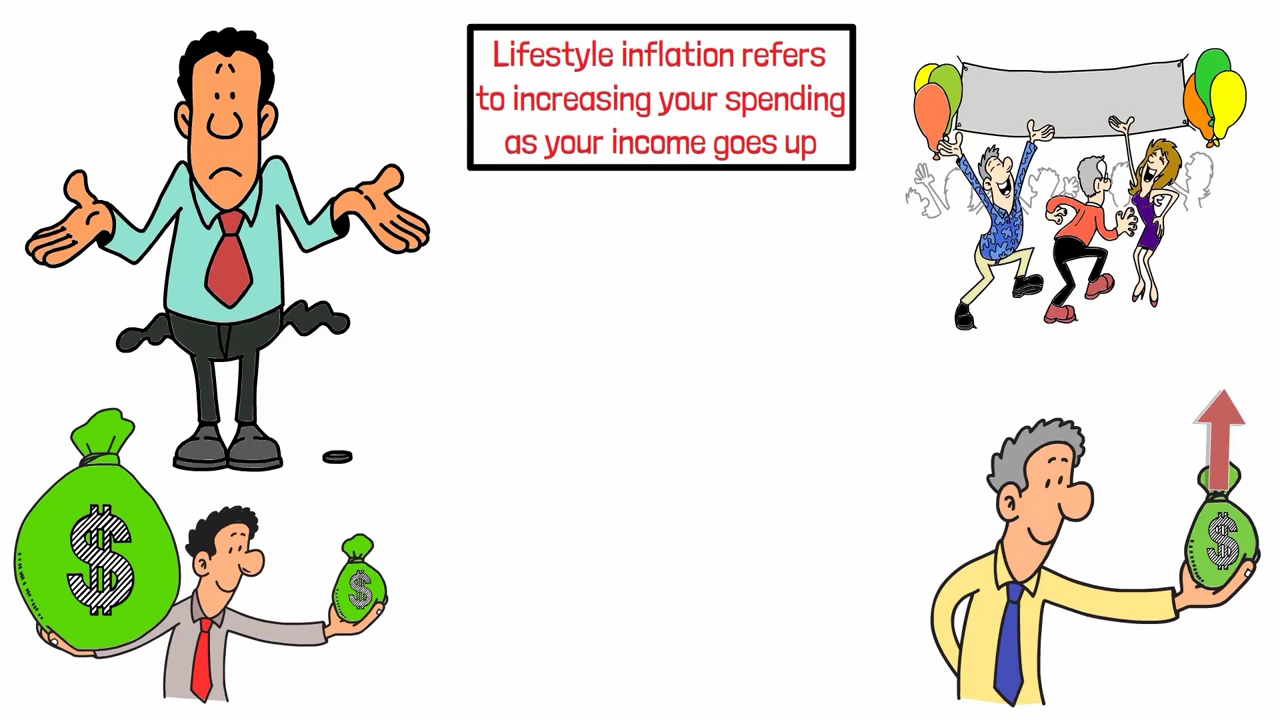 Lifestyle inflation refers
to increasing your spending
as your income goes up
$
$
$